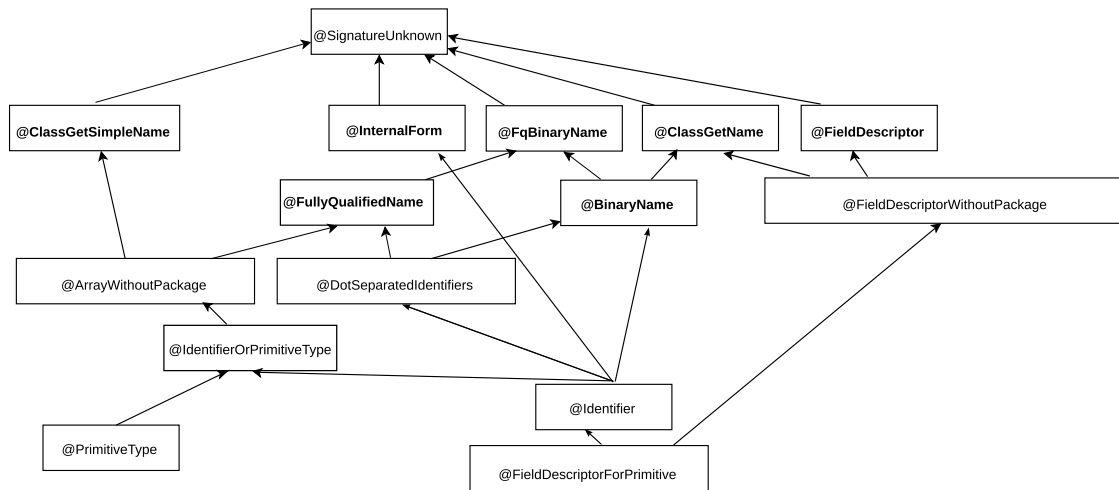 @SignatureUnknown
@ClassGetSimpleName
@InternalForm
@FqBinaryName
@ClassGetName
@FieldDescriptor
@FullyQualifiedName
@BinaryName
@FieldDescriptorWithoutPackage
@ArrayWithoutPackage
@DotSeparatedIdentifiers
@IdentifierOrPrimitiveType
@Identifier
@PrimitiveType
@FieldDescriptorForPrimitive